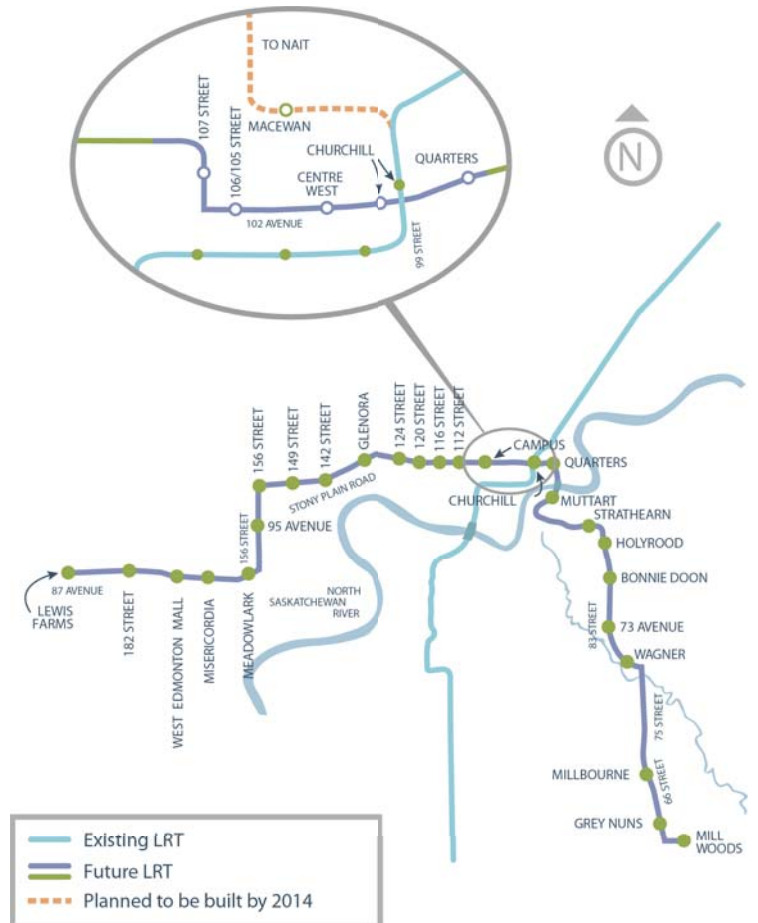 TO NAIT
107 STREET
106/105 STREET
MACEWAN
CHURCHILL
CENTRE
WEST
QUARTERS
102 AVENUE
99 STREET
N
156 STREET
149 STREET
142 STREET
GLENORA
124 STREET
120 STREET
116 STREET
112 STREET
CAMPUS
QUARTERS
STONY PLAIN ROAD
CHURCHILL
MUTTART
STRATHEARN
95 AVENUE
156 STREET
HOLYROOD
BONNIE DOON
87 AVENUE
LEWIS
FARMS
182 STREET
WEST EDMONTON MALL
MISERICORDIA
MEADOWLARK
NORTH
SASKATCHEWAN
RIVER
83 STREET
73 AVENUE
WAGNER
75 STREET
MILLBOURNE
66 STREET
GREY NUNS
MILL
WOODS
Existing LRT
Future LRT
Planned to be built by 2014